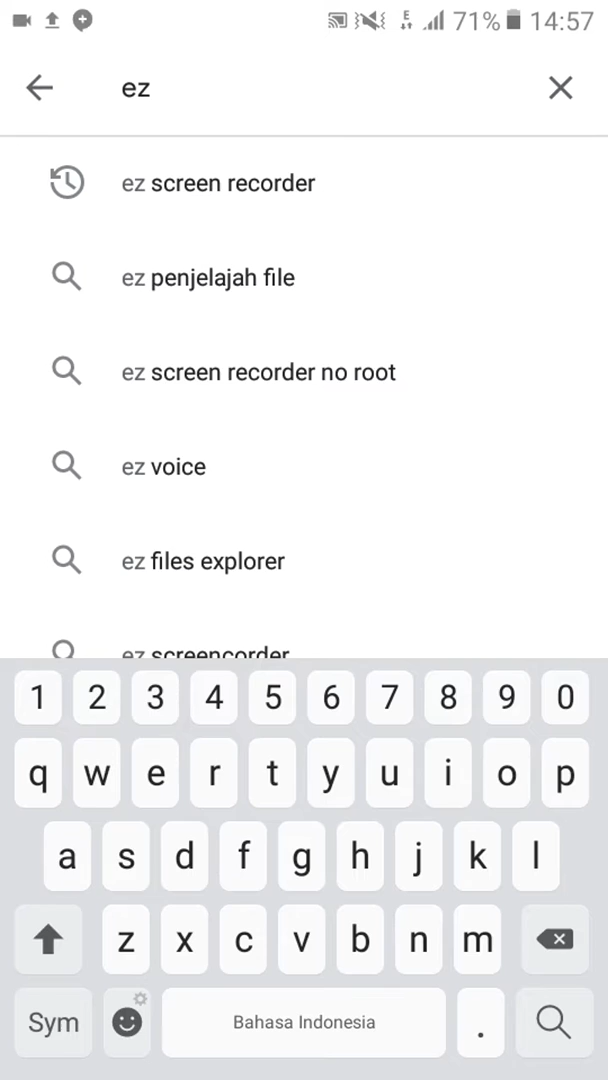 E 71% 14:57
ez
ez screen recorder
ez penjelajah file
ez screen recorder no root
ez voice
ez files explorer
ez screencorder
1 2 3 4 5 6 7 8 9 0
q w e r t y u i o p
a s d f g h j k l
z x c v b n m
Sym Bahasa Indonesia .